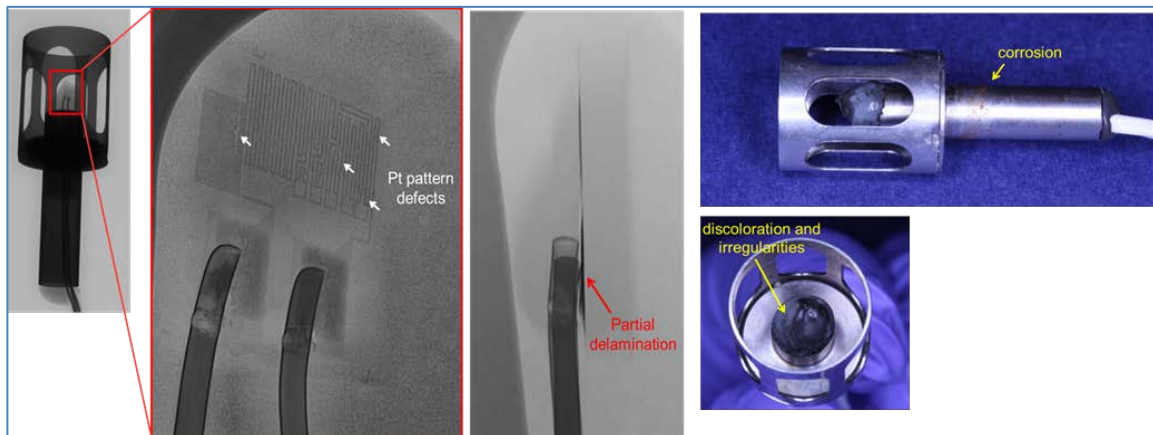 Pt pattern
defects
Partial
delamination
corrosion
discoloration and
irregularities